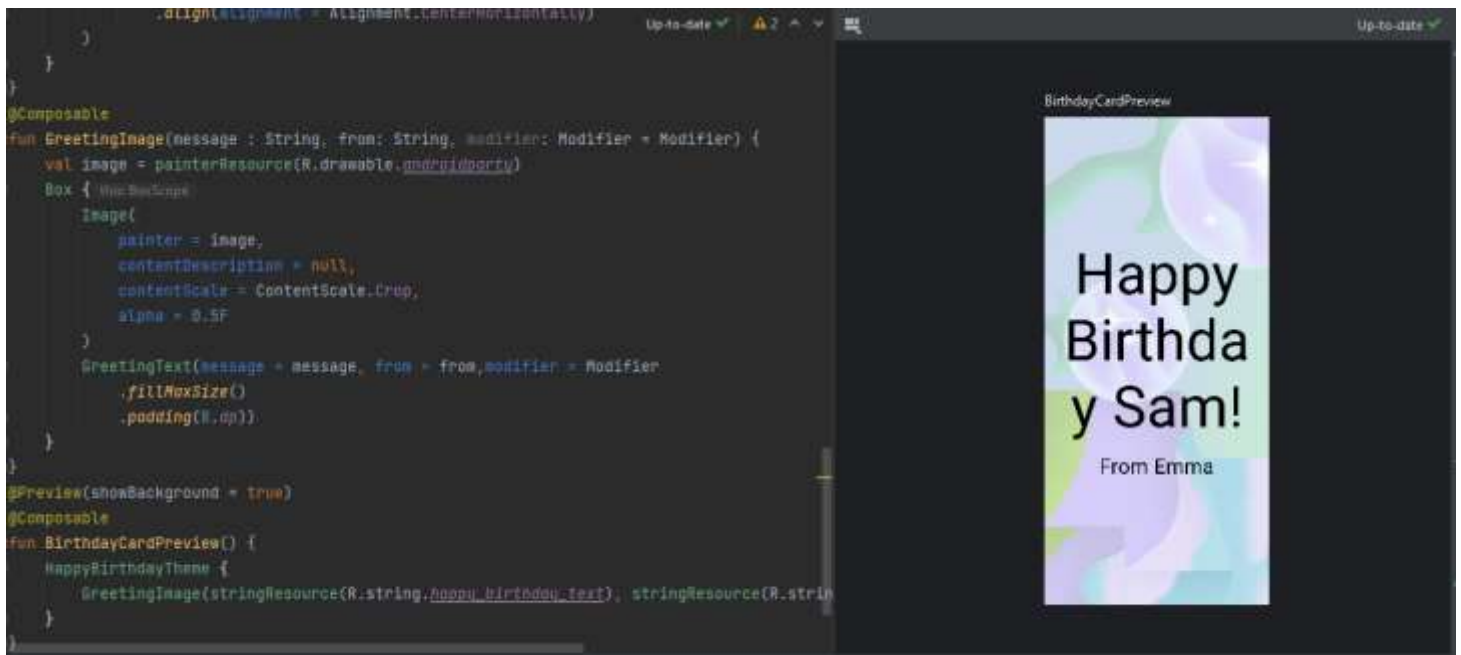 .align(alignment = Alignment.CenterHorizontally)
Up-to-date
2
)
}
}
@Composable
fun GreetingImage(message : String, from: String, modifier: Modifier = Modifier) {
val image = painterResource(R.drawable.androidparty)
Box { this: BoxScope
Image(
painter = image,
contentDescription = null,
contentScale = ContentScale.Crop,
alpha = 0.5F
)
GreetingText(message = message, from = from,modifier = Modifier
.fillMaxSize()
.padding(8.dp))
}
}
@Preview(showBackground = true)
@Composable
fun BirthdayCardPreview() {
HappyBirthdayTheme {
GreetingImage(stringResource(R.string.happy_birthday_text), stringResource(R.strin
}
}
Up-to-date
BirthdayCardPreview
Happy
Birthda
y Sam!
From Emma